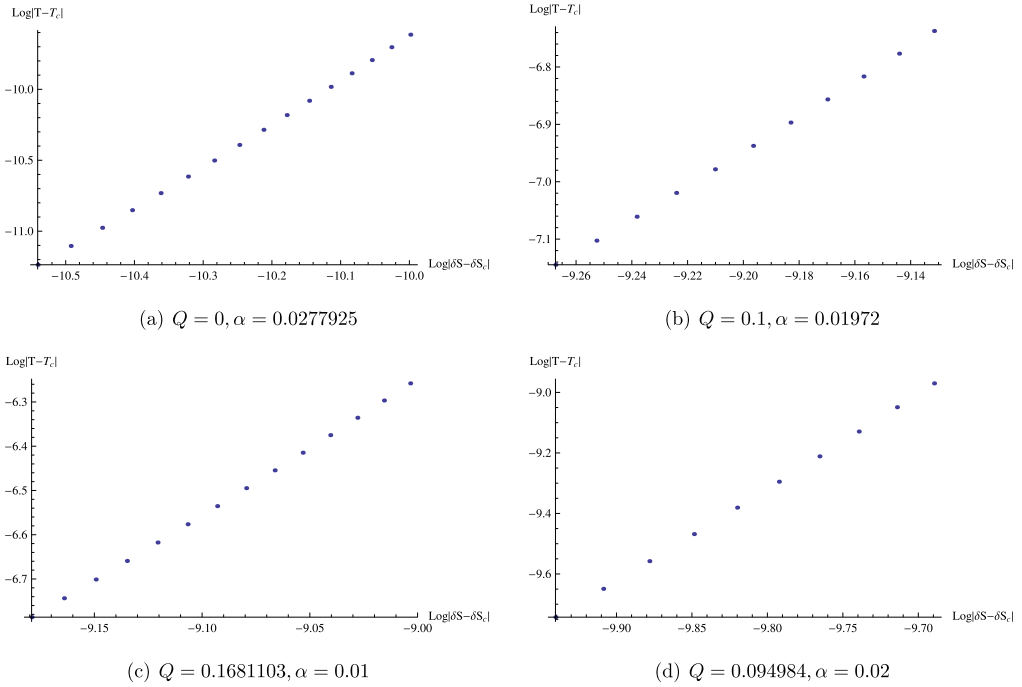 Log|T−T_c|
−10.0
−10.5
−11.0
−10.5 −10.4 −10.3 −10.2 −10.1 −10.0
Log|δS−δS_c|
(a) Q = 0, α = 0.0277925
Log|T−T_c|
−6.8
−6.9
−7.0
−7.1
−9.26 −9.24 −9.22 −9.20 −9.18 −9.16 −9.14
Log|δS−δS_c|
(b) Q = 0.1, α = 0.01972
Log|T−T_c|
−6.3
−6.4
−6.5
−6.6
−6.7
−9.15 −9.10 −9.05 −9.00
Log|δS−δS_c|
(c) Q = 0.1681103, α = 0.01
Log|T−T_c|
−9.0
−9.2
−9.4
−9.6
−9.90 −9.85 −9.80 −9.75 −9.70
Log|δS−δS_c|
(d) Q = 0.094984, α = 0.02